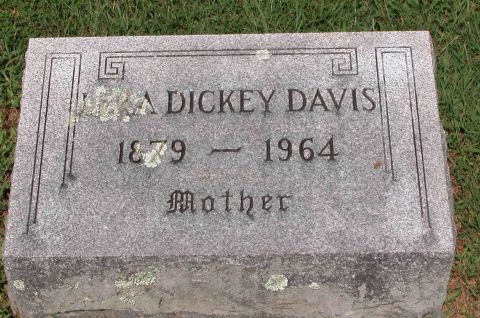 DICKEY DAVIS
1879 — 1964
Mother